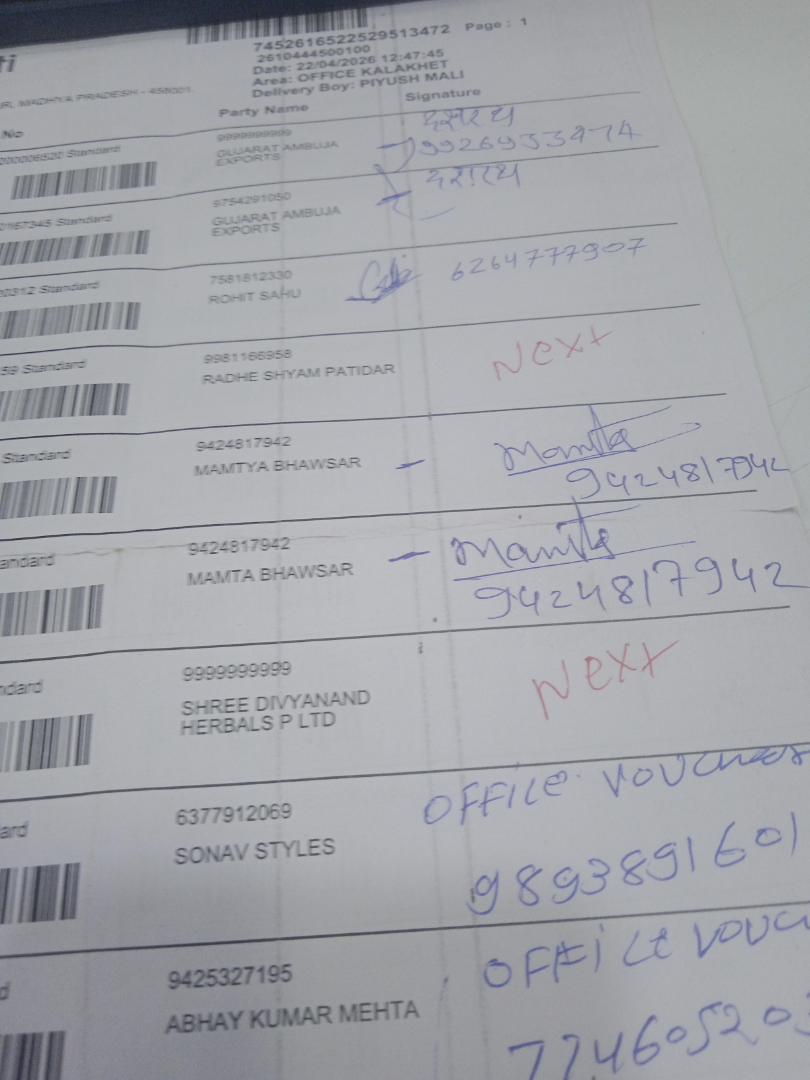 7452616522529513472 Page : 1
2610444500100
Date: 22/04/2026 12:47:45
Area: OFFICE KALAKHET
Delivery Boy: PIYUSH MALI
MADHYA PRADESH - 458001.
No Party Name Signature
Standard 9999999999 दशरथ
GUJARAT AMBUJA 9926933474
EXPORTS
Standard 9754291050 दशरथ
GUJARAT AMBUJA
EXPORTS
Standard 7581812330 6264777907
ROHIT SAHU
Standard 9981166958 Next
RADHE SHYAM PATIDAR
Standard 9424817942 Mamta
MAMTYA BHAWSAR 9424817942
andard 9424817942 Mamta
MAMTA BHAWSAR 9424817942
ndard 9999999999 Next
SHREE DIVYANAND
HERBALS P LTD
ard 6377912069 OFFICE VOUCHER
SONAV STYLES 9893891601
d 9425327195 OFFICE VOUC
ABHAY KUMAR MEHTA 774605203